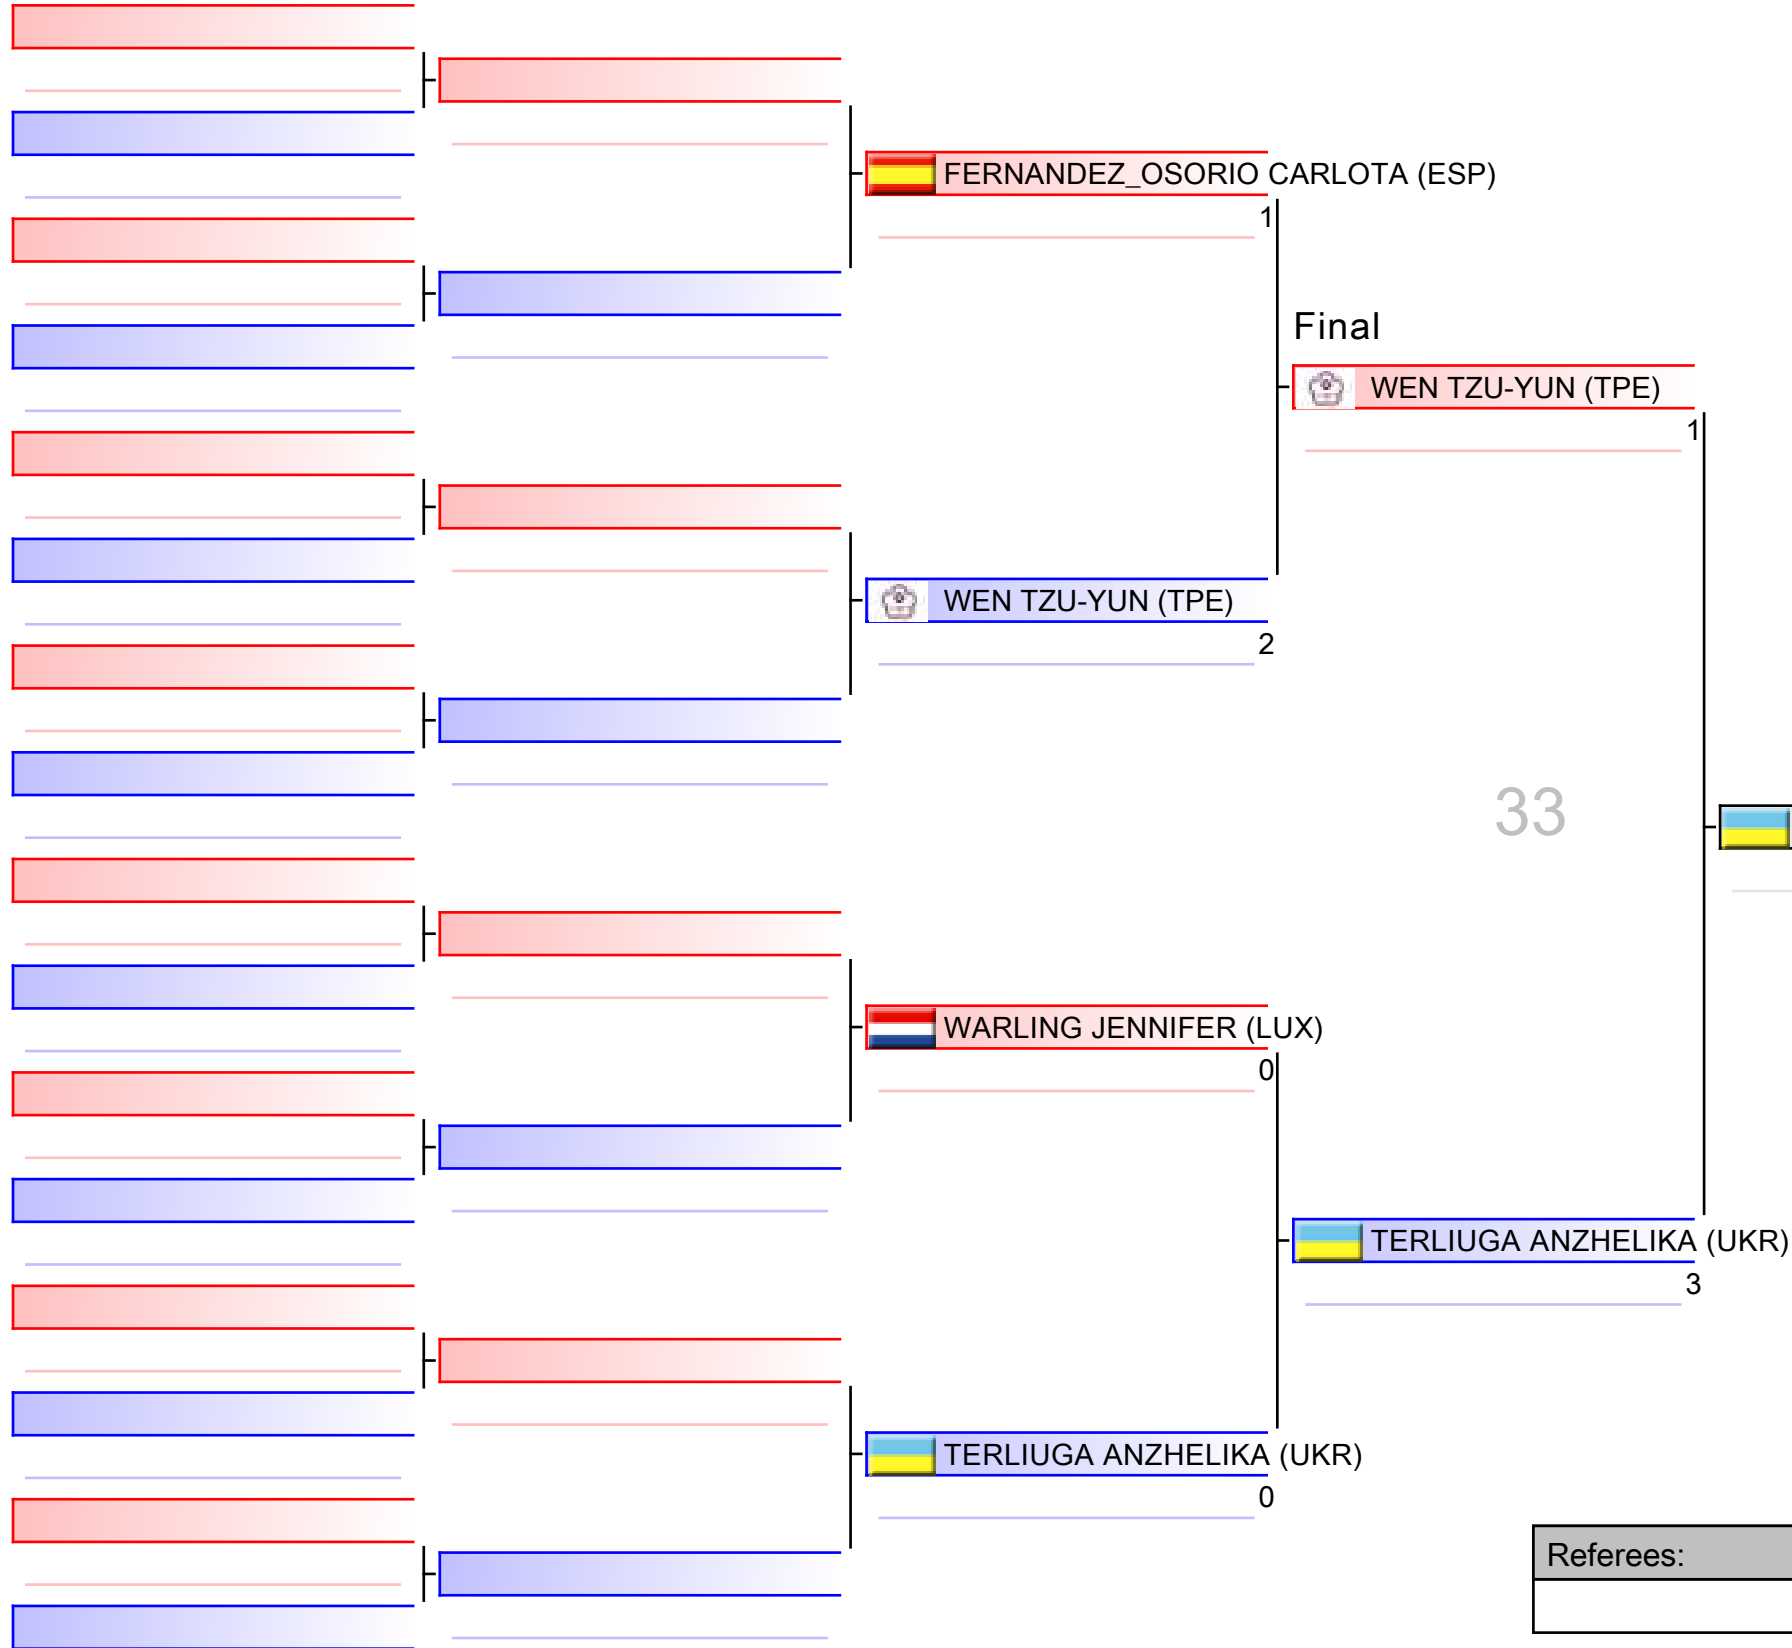 FERNANDEZ_OSORIO CARLOTA (ESP)
1
Final
WEN TZU-YUN (TPE)
1
WEN TZU-YUN (TPE)
2
33
WARLING JENNIFER (LUX)
0
TERLIUGA ANZHELIKA (UKR)
3
TERLIUGA ANZHELIKA (UKR)
0
Referees: